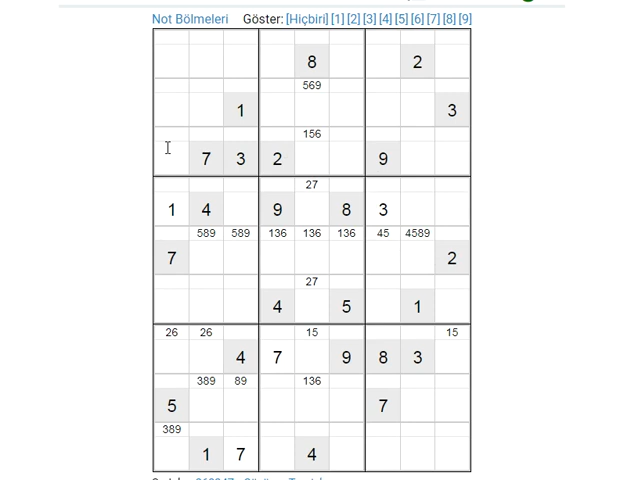 Not Bölmeleri Göster: [Hiçbiri] [1] [2] [3] [4] [5] [6] [7] [8] [9]
8 2
569
1 3
156
7 3 2 9
27
1 4 9 8 3
589 589 136 136 136 45 4589
7 2
27
4 5 1
26 26 15 15
4 7 9 8 3
389 89 136
5 7
389
1 7 4